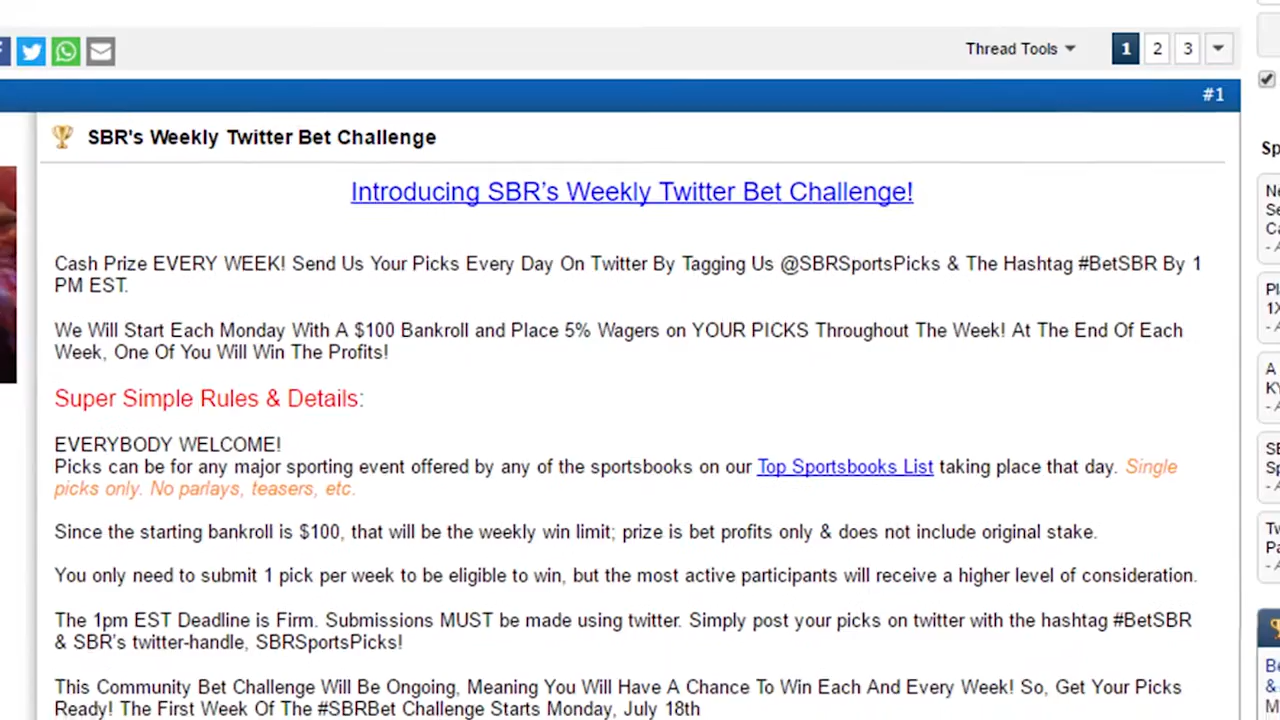 Thread Tools
1 2 3
#1
SBR's Weekly Twitter Bet Challenge
Introducing SBR's Weekly Twitter Bet Challenge!
Cash Prize EVERY WEEK! Send Us Your Picks Every Day On Twitter By Tagging Us @SBRSportsPicks & The Hashtag #BetSBR By 1
PM EST.
We Will Start Each Monday With A $100 Bankroll and Place 5% Wagers on YOUR PICKS Throughout The Week! At The End Of Each
Week, One Of You Will Win The Profits!
Super Simple Rules & Details:
EVERYBODY WELCOME!
Picks can be for any major sporting event offered by any of the sportsbooks on our Top Sportsbooks List taking place that day. Single
picks only. No parlays, teasers, etc.
Since the starting bankroll is $100, that will be the weekly win limit; prize is bet profits only & does not include original stake.
You only need to submit 1 pick per week to be eligible to win, but the most active participants will receive a higher level of consideration.
The 1pm EST Deadline is Firm. Submissions MUST be made using twitter. Simply post your picks on twitter with the hashtag #BetSBR
& SBR's twitter-handle, SBRSportsPicks!
This Community Bet Challenge Will Be Ongoing, Meaning You Will Have A Chance To Win Each And Every Week! So, Get Your Picks
Ready! The First Week Of The #SBRBet Challenge Starts Monday, July 18th